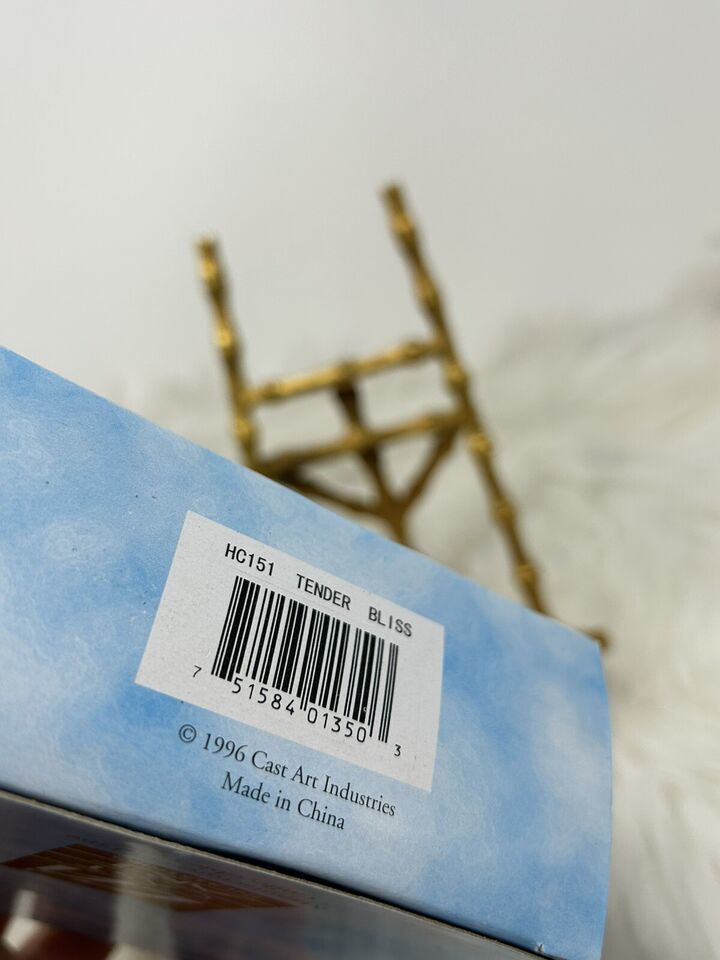 HC151 TENDER BLISS
7 51584 01350 3
© 1996 Cast Art Industries
Made in China